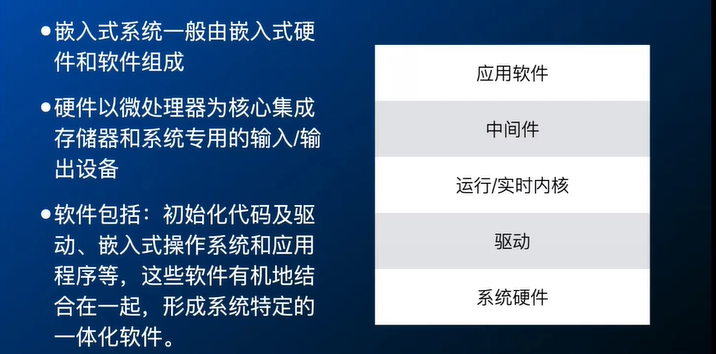 ●嵌入式系统一般由嵌入式硬
件和软件组成
●硬件以微处理器为核心集成
存储器和系统专用的输入/输
出设备
●软件包括：初始化代码及驱
动、嵌入式操作系统和应用
程序等，这些软件有机地结
合在一起，形成系统特定的
一体化软件。
应用软件
中间件
运行/实时内核
驱动
系统硬件